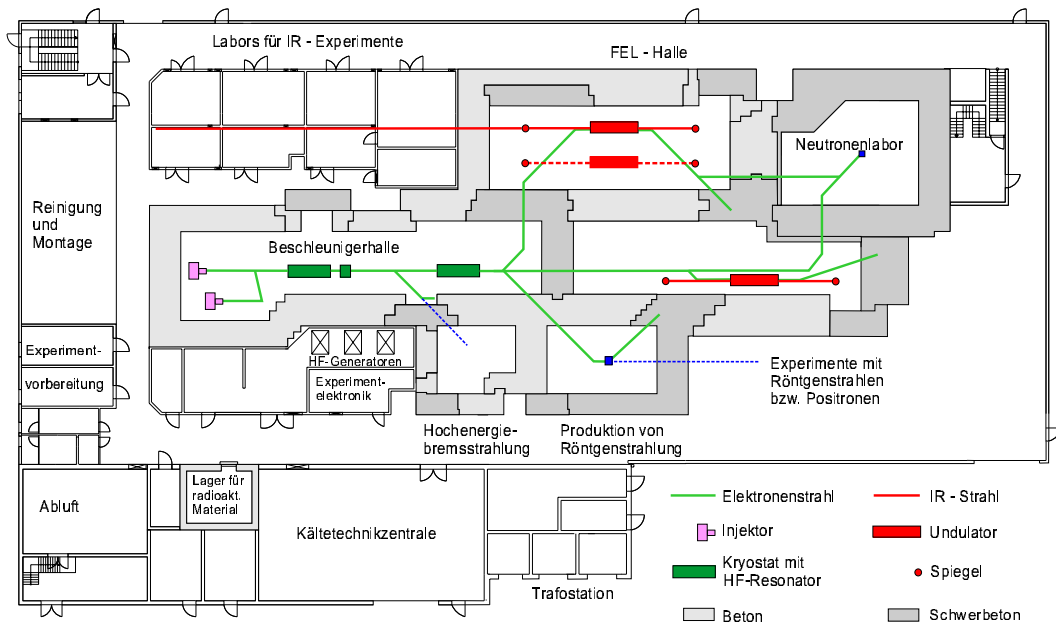 Labors für IR - Experimente
FEL - Halle
Neutronenlabor
Reinigung
und
Montage
Beschleunigerhalle
Experiment-
vorbereitung
HF-Generatoren
Experiment-
elektronik
Experimente mit
Röntgenstrahlen
bzw. Positronen
Hochenergie-
bremsstrahlung
Produktion von
Röntgenstrahlung
Abluft
Lager für
radioakt.
Material
Kältetechnikzentrale
Trafostation
Elektronenstrahl
IR - Strahl
Injektor
Undulator
Kryostat mit
HF-Resonator
Spiegel
Beton
Schwerbeton